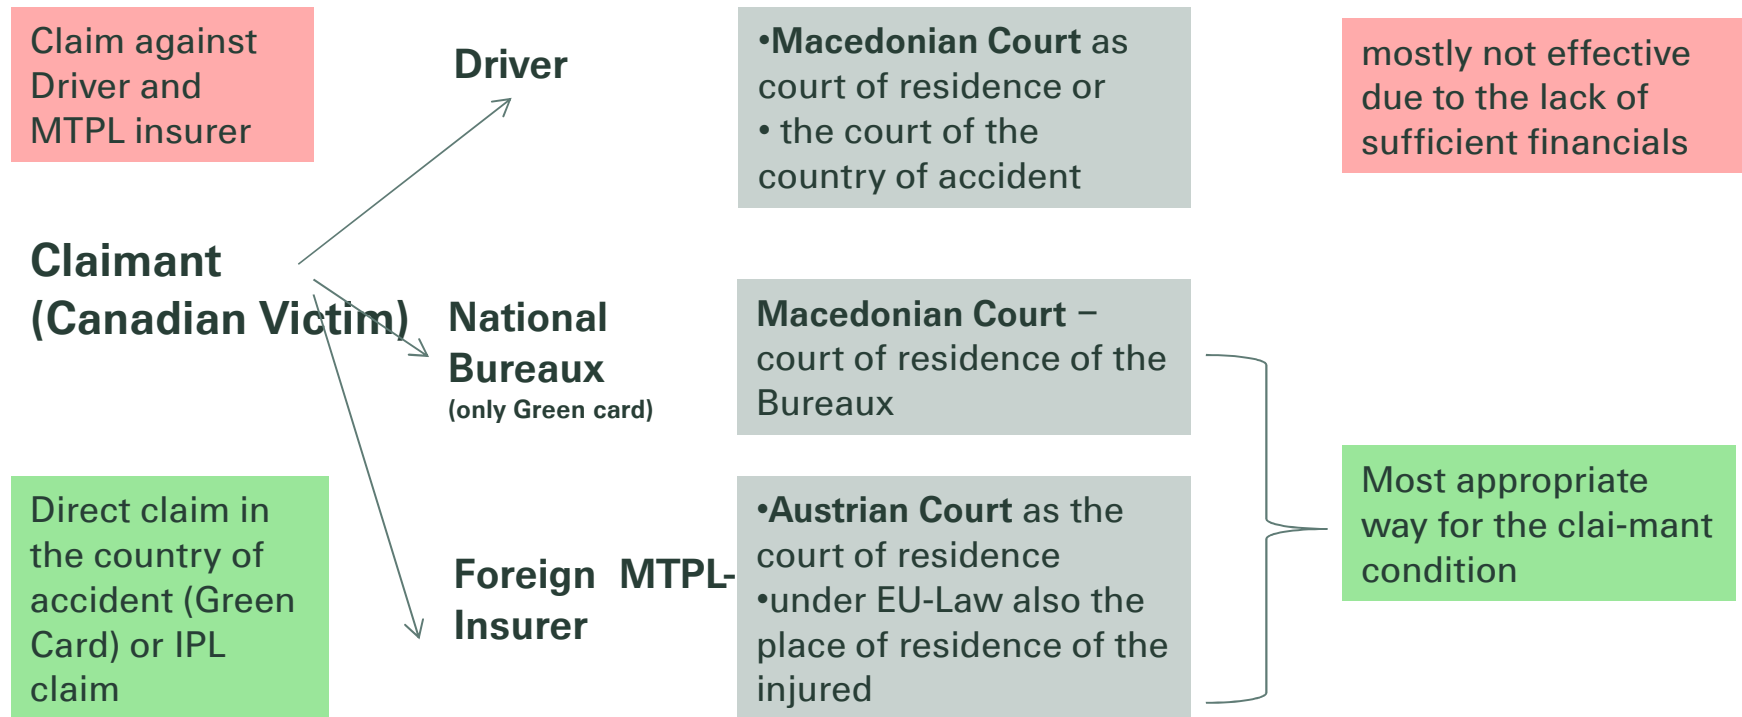 Claim against
Driver and
MTPL insurer
Driver
•Macedonian Court as
court of residence or
• the court of the
country of accident
mostly not effective
due to the lack of
sufficient financials
Claimant
(Canadian Victim)
National
Bureaux
(only Green card)
Macedonian Court –
court of residence of the
Bureaux
Direct claim in
the country of
accident (Green
Card) or IPL
claim
Foreign MTPL-
Insurer
•Austrian Court as the
court of residence
•under EU-Law also the
place of residence of the
injured
Most appropriate
way for the clai-mant
condition